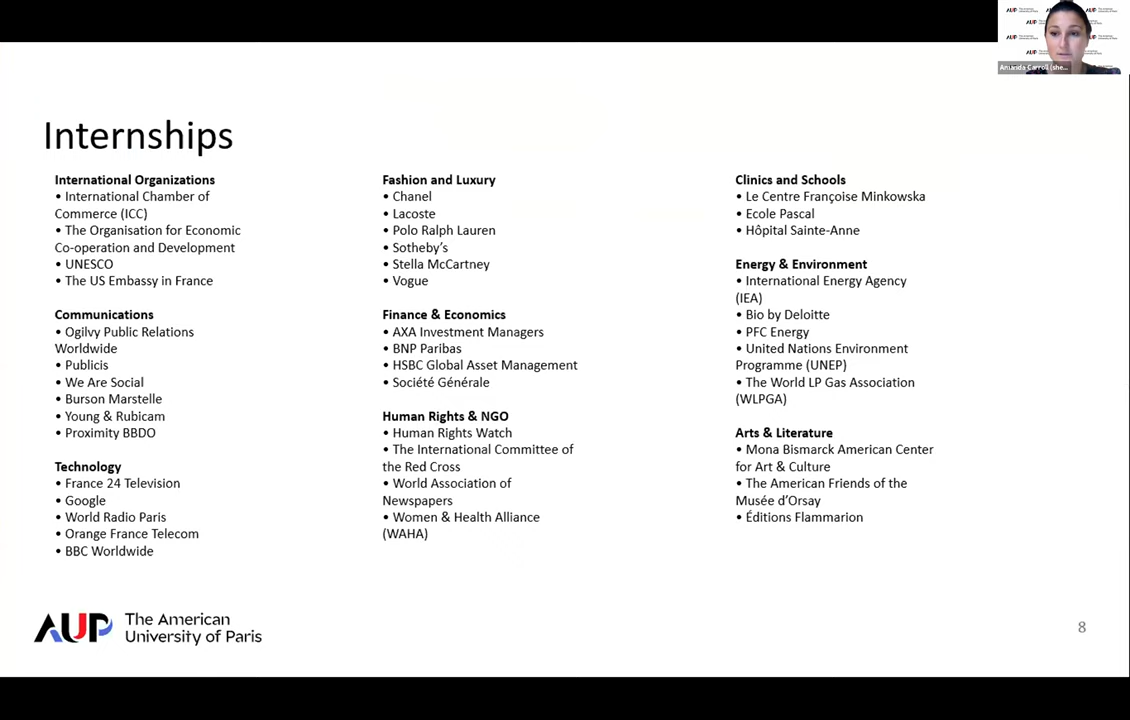 Internships
International Organizations
• International Chamber of
Commerce (ICC)
• The Organisation for Economic
Co-operation and Development
• UNESCO
• The US Embassy in France
Communications
• Ogilvy Public Relations
Worldwide
• Publicis
• We Are Social
• Burson Marstelle
• Young & Rubicam
• Proximity BBDO
Technology
• France 24 Television
• Google
• World Radio Paris
• Orange France Telecom
• BBC Worldwide
Fashion and Luxury
• Chanel
• Lacoste
• Polo Ralph Lauren
• Sotheby’s
• Stella McCartney
• Vogue
Finance & Economics
• AXA Investment Managers
• BNP Paribas
• HSBC Global Asset Management
• Société Générale
Human Rights & NGO
• Human Rights Watch
• The International Committee of
the Red Cross
• World Association of
Newspapers
• Women & Health Alliance
(WAHA)
Clinics and Schools
• Le Centre Françoise Minkowska
• Ecole Pascal
• Hôpital Sainte-Anne
Energy & Environment
• International Energy Agency
(IEA)
• Bio by Deloitte
• PFC Energy
• United Nations Environment
Programme (UNEP)
• The World LP Gas Association
(WLPGA)
Arts & Literature
• Mona Bismarck American Center
for Art & Culture
• The American Friends of the
Musée d’Orsay
• Éditions Flammarion
AUP The American
University of Paris
8
Amanda Carroll (she...